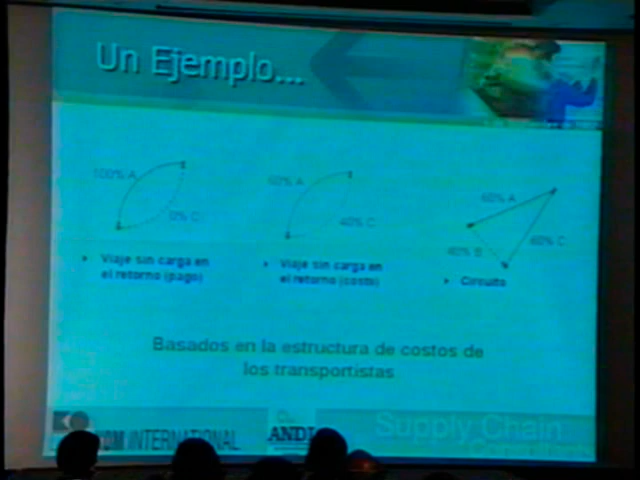 Un Ejemplo...
100% A
0% C
60% A
40% C
60% A
40% B
60% C
Viaje sin carga en
el retorno (pago)
Viaje sin carga en
el retorno (costo)
Circuito
Basados en la estructura de costos de
los transportistas
INTERNATIONAL
ANDI
Supply Chain